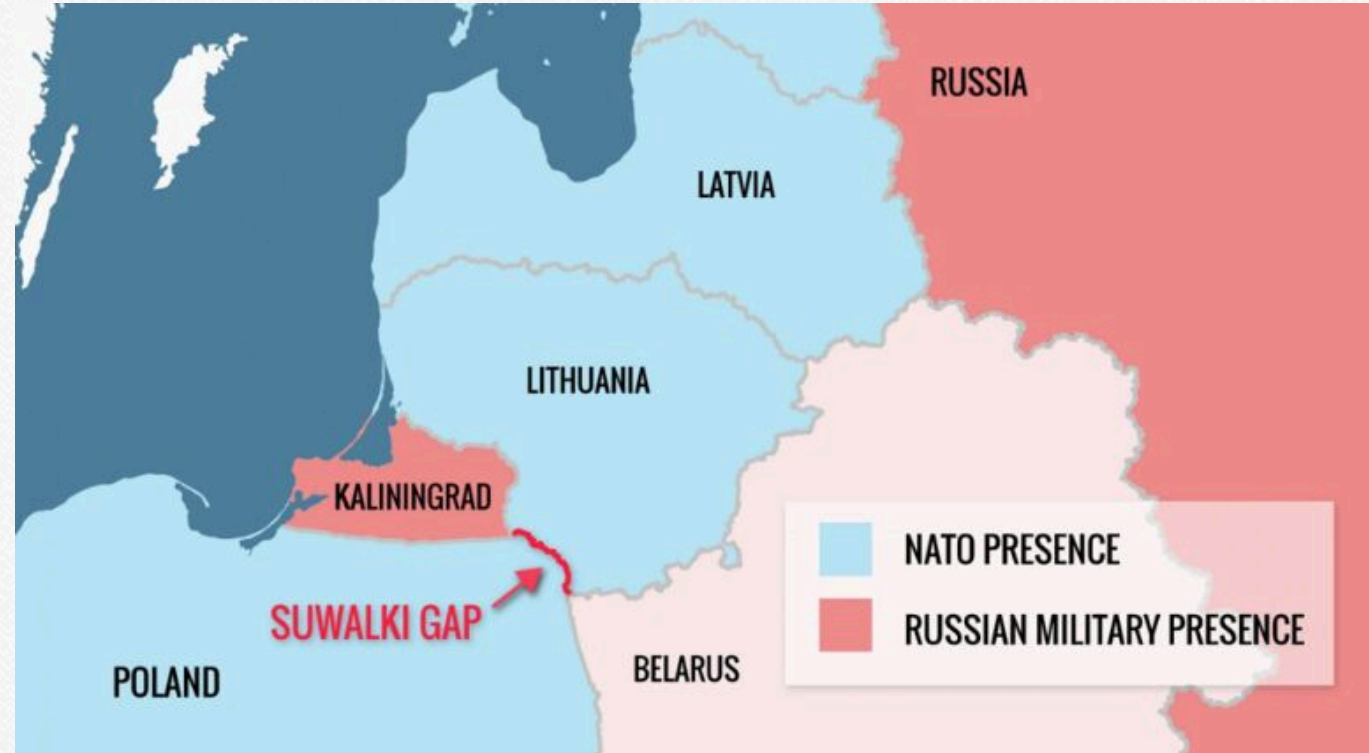 RUSSIA
LATVIA
LITHUANIA
KALININGRAD
NATO PRESENCE
SUWALKI GAP
RUSSIAN MILITARY PRESENCE
POLAND
BELARUS